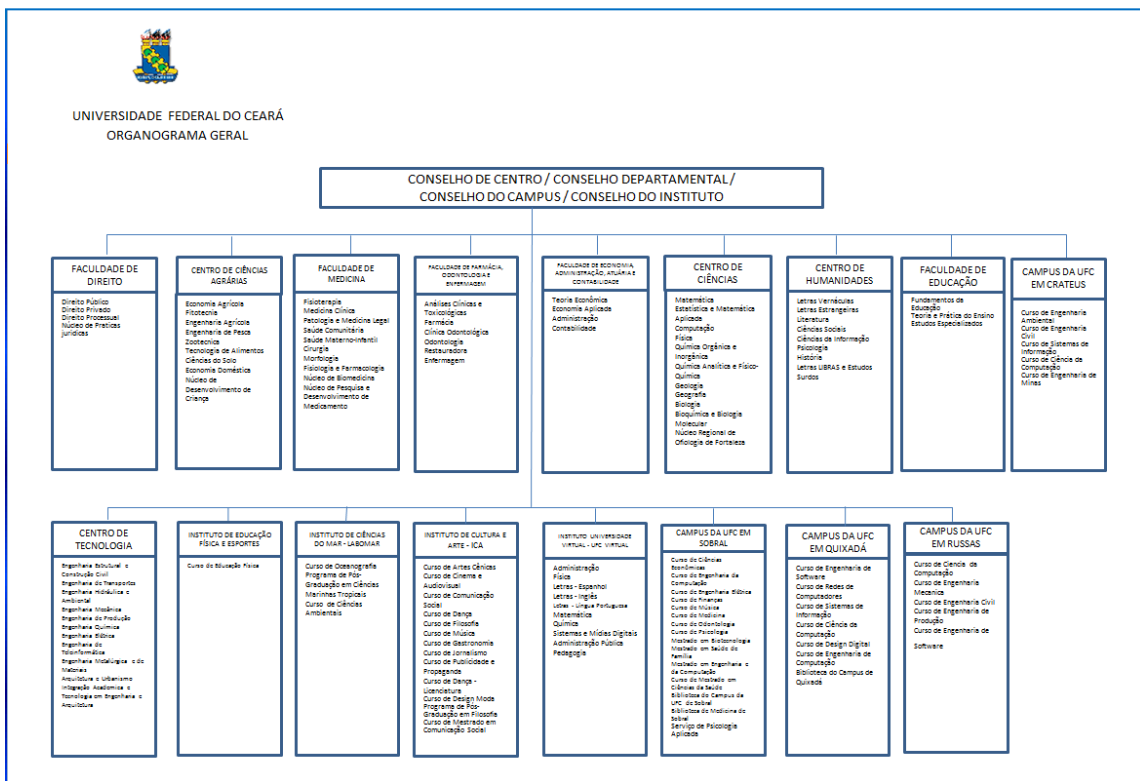 UNIVERSIDADE FEDERAL DO CEARÁ
ORGANOGRAMA GERAL
CONSELHO DE CENTRO / CONSELHO DEPARTAMENTAL /
CONSELHO DO CAMPUS / CONSELHO DO INSTITUTO
FACULDADE DE
DIREITO
Direito Público
Direito Privado
Direito Processual
Núcleo de Praticas
juridicas
CENTRO DE CIÊNCIAS
AGRÁRIAS
Economia Agrícola
Fitotecnia
Engenharia Agrícola
Engenharia de Pesca
Zootecnica
Tecnologia de Alimentos
Ciências do Solo
Economia Doméstica
Núcleo de
Desenvolvimento de
Criança
FACULDADE DE
MEDICINA
Fisioterapia
Medicina Clínica
Patologia e Medicina Legal
Saúde Comunitária
Saúde Materno-Infantil
Cirurgia
Morfologia
Fisiologia e Farmacologia
Núcleo de Biomedicina
Núcleo de Pesquisa e
Desenvolvimento de
Medicamento
FACULDADE DE FARMÁCIA,
ODONTOLOGIA E
ENFERMAGEM
Análises Clínicas e
Toxicológicas
Farmácia
Clínica Odontológica
Odontologia
Restauradora
Enfermagem
FACULDADE DE ECONOMIA,
ADMINISTRAÇÃO, ATUÁRIA E
CONTABILIDADE
Teoria Econômica
Economia Aplicada
Administração
Contabilidade
CENTRO DE
CIÊNCIAS
Matemática
Estatística e Matemática
Aplicada
Computação
Física
Química Orgânica e
Inorgânica
Química Analítica e Físico-
Química
Geologia
Geografia
Biologia
Bioquímica e Biologia
Molecular
Núcleo Regional de
Ofiologia de Fortaleza
CENTRO DE
HUMANIDADES
Letras Vernáculas
Letras Estrangeiras
Literatura
Ciências Sociais
Ciências da Informação
Psicologia
História
Letras LIBRAS e Estudos
Surdos
FACULDADE DE
EDUCAÇÃO
Fundamentos da
Educação
Teoria e Prática do Ensino
Estudos Especializados
CAMPUS DA UFC
EM CRATEUS
Curso de Engenharia
Ambiental
Curso de Engenharia
Civil
Curso de Sistemas de
Informação
Curso de Ciência da
Computação
Curso de Engenharia de
Minas
CENTRO DE
TECNOLOGIA
Engenharia Estrutural e
Construção Civil
Engenharia de Transportes
Engenharia Hidráulica e
Ambiental
Engenharia Mecânica
Engenharia de Produção
Engenharia Química
Engenharia Elétrica
Engenharia de
Teleinformática
Engenharia Metalúrgica e de
Materiais
Arquitetura e Urbanismo
Integração Academica e
Tecnologia em Engenharia e
Arquitetura
INSTITUTO DE EDUCAÇÃO
FÍSICA E ESPORTES
Curso de Educação Física
INSTITUTO DE CIÊNCIAS
DO MAR - LABOMAR
Curso de Oceanografia
Programa de Pós-
Graduação em Ciências
Marinhas Tropicais
Curso de Ciências
Ambientais
INSTITUTO DE CULTURA E
ARTE - ICA
Curso de Artes Cênicas
Curso de Cinema e
Audiovisual
Curso de Comunicação
Social
Curso de Dança
Curso de Filosofia
Curso de Música
Curso de Gastronomia
Curso de Jornalismo
Curso de Publicidade e
Propaganda
Curso de Dança -
Licenciatura
Curso de Design Moda
Programa de Pós-
Graduação em Filosofia
Curso de Mestrado em
Comunicação Social
INSTITUTO UNIVERSIDADE
VIRTUAL - UFC VIRTUAL
Administração
Física
Letras - Espanhol
Letras - Inglês
Letras - Língua Portuguesa
Matemática
Química
Sistemas e Mídias Digitais
Administração Pública
Pedagogia
CAMPUS DA UFC EM
SOBRAL
Curso de Ciências
Econômicas
Curso de Engenharia da
Computação
Curso de Engenharia Elétrica
Curso de Finanças
Curso de Música
Curso de Medicina
Curso de Odontologia
Curso de Psicologia
Mestrado em Biotecnologia
Mestrado em Saúde da
Família
Mestrado em Engenharia e
da Computação
Curso de Mestrado em
Ciências da Saúde
Biblioteca do Campus da
UFC de Sobral
Biblioteca de Medicina de
Sobral
Serviço de Psicologia
Aplicada
CAMPUS DA UFC
EM QUIXADÁ
Curso de Engenharia de
Software
Curso de Redes de
Computadores
Curso de Sistemas de
Informação
Curso de Ciência da
Computação
Curso de Design Digital
Curso de Engenharia de
Computação
Biblioteca do Campus de
Quixadá
CAMPUS DA UFC
EM RUSSAS
Curso de Ciencia da
Computação
Curso de Engenharia
Mecanica
Curso de Engenharia Civil
Curso de Engenharia de
Produção
Curso de Engenharia de
Software